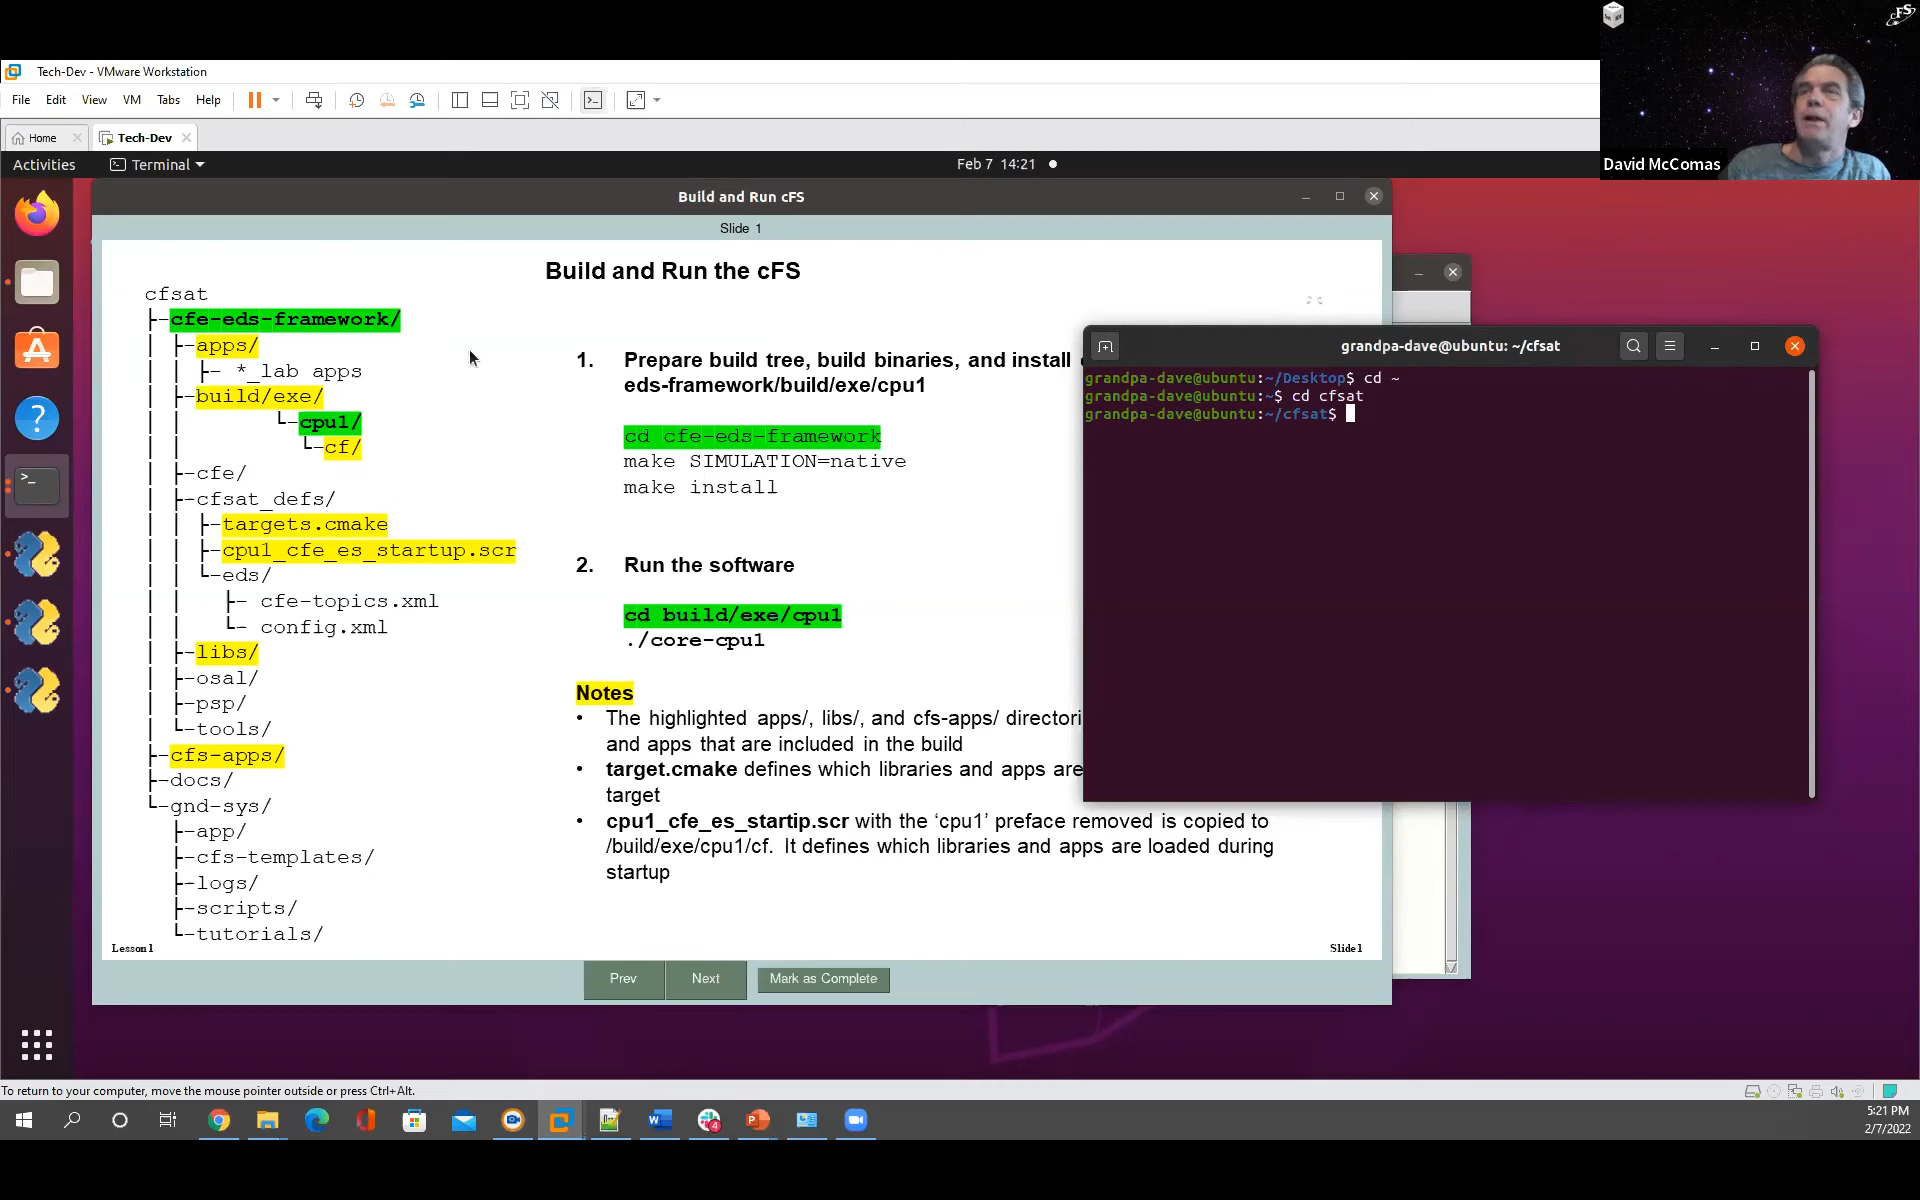 cFS
Tech-Dev - VMware Workstation
File Edit View VM Tabs Help
Home Tech-Dev
David McComas
Activities Terminal Feb 7 14:21
Build and Run cFS
Slide 1
Build and Run the cFS
cfsat
cfe-eds-framework/
apps/
*_lab apps
build/exe/
cpu1/
cf/
cfe/
cfsat_defs/
targets.cmake
cpu1_cfe_es_startup.scr
eds/
cfe-topics.xml
config.xml
libs/
osal/
psp/
tools/
cfs-apps/
docs/
gnd-sys/
app/
cfs-templates/
logs/
scripts/
tutorials/
1. Prepare build tree, build binaries, and install
eds-framework/build/exe/cpu1
cd cfe-eds-framework
make SIMULATION=native
make install
2. Run the software
cd build/exe/cpu1
./core-cpu1
Notes
• The highlighted apps/, libs/, and cfs-apps/ directori
and apps that are included in the build
• target.cmake defines which libraries and apps are
target
• cpu1_cfe_es_startip.scr with the ‘cpu1’ preface removed is copied to
/build/exe/cpu1/cf. It defines which libraries and apps are loaded during
startup
Lesson1 Slide1
Prev Next Mark as Complete
grandpa-dave@ubuntu: ~/cfsat
grandpa-dave@ubuntu:~/Desktop$ cd ~
grandpa-dave@ubuntu:~$ cd cfsat
grandpa-dave@ubuntu:~/cfsat$
To return to your computer, move the mouse pointer outside or press Ctrl+Alt.
5:21 PM
2/7/2022